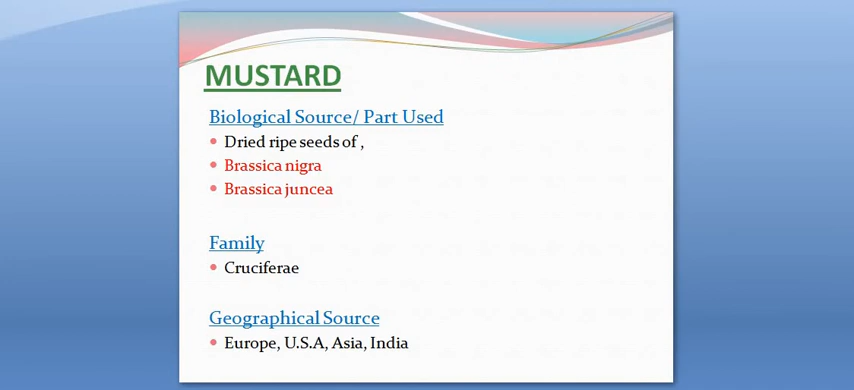 MUSTARD
Biological Source/ Part Used
Dried ripe seeds of ,
Brassica nigra
Brassica juncea
Family
Cruciferae
Geographical Source
Europe, U.S.A, Asia, India